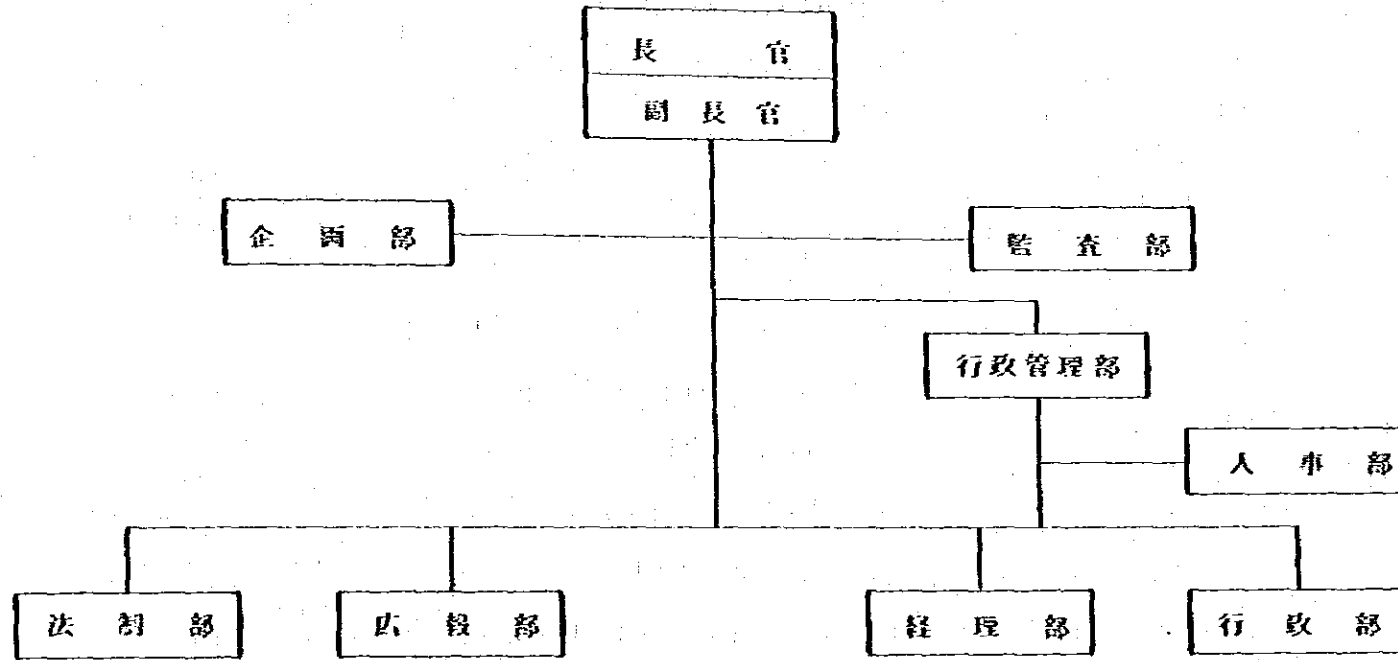 長官
副長官
企画部
監査部
行政管理部
人事部
法制部
広報部
経理部
行政部